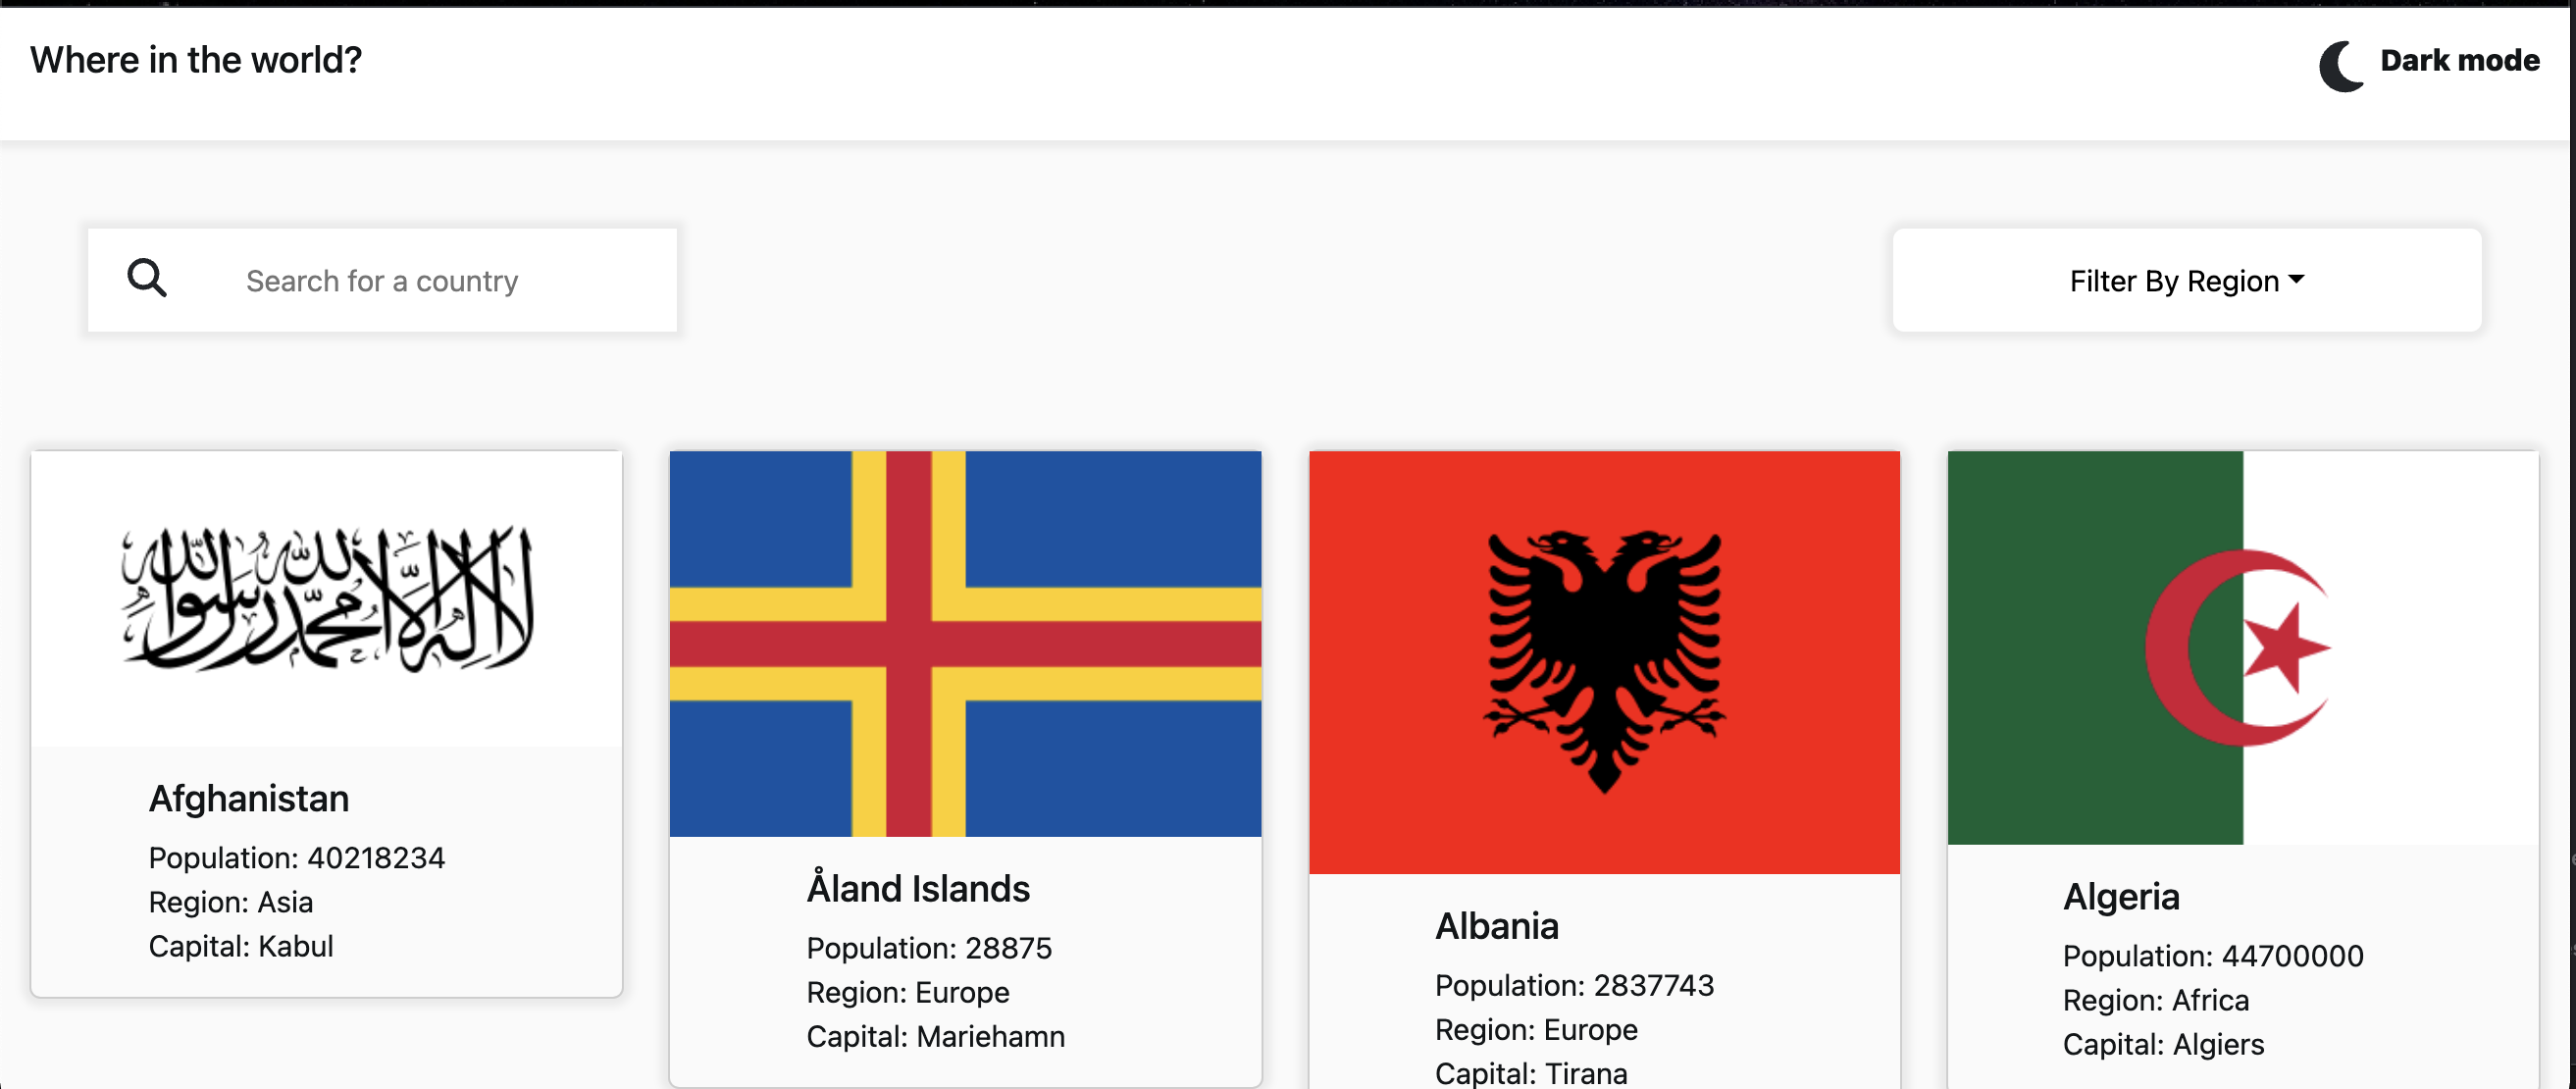 Where in the world?
Dark mode
Search for a country
Filter By Region
لا إله إلا الله محمد رسول الله
Afghanistan
Population: 40218234
Region: Asia
Capital: Kabul
Åland Islands
Population: 28875
Region: Europe
Capital: Mariehamn
Albania
Population: 2837743
Region: Europe
Capital: Tirana
Algeria
Population: 44700000
Region: Africa
Capital: Algiers